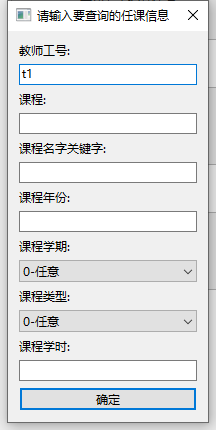 请输入要查询的任课信息
教师工号:
t1
课程:
课程名字关键字:
课程年份:
课程学期:
0-任意
课程类型:
0-任意
课程学时:
确定